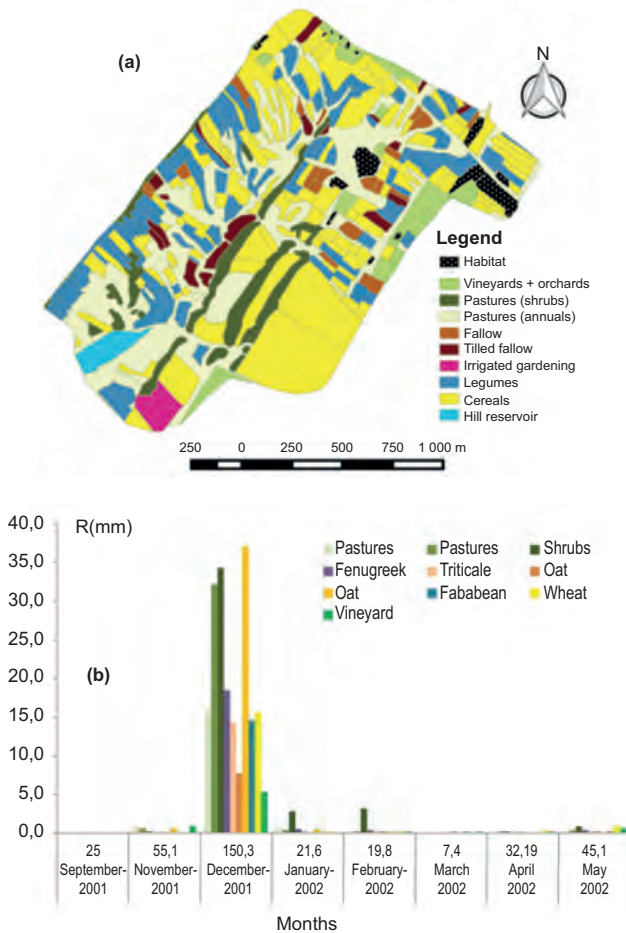 (a)
N
Legend
Habitat
Vineyards + orchards
Pastures (shrubs)
Pastures (annuals)
Fallow
Tilled fallow
Irrigated gardening
Legumes
Cereals
Hill reservoir
250 0 250 500 750 1 000 m
R(mm)
40,0
35,0
30,0
25,0
20,0
15,0
10,0
5,0
0,0
Pastures Pastures Shrubs
Fenugreek Triticale Oat
Oat Fababean Wheat
Vineyard
(b)
25 55,1 150,3 21,6 19,8 7,4 32,19 45,1
September- November- December- January- February- March April May
2001 2001 2001 2002 2002 2002 2002 2002
Months